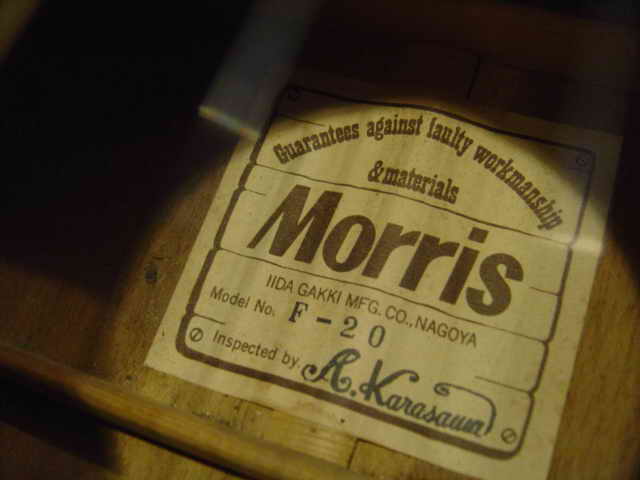 Guarantees against faulty workmanship
& materials
Morris
IIDA GAKKI MFG. CO., NAGOYA
Model No. F-20
Inspected by A. Karasawa